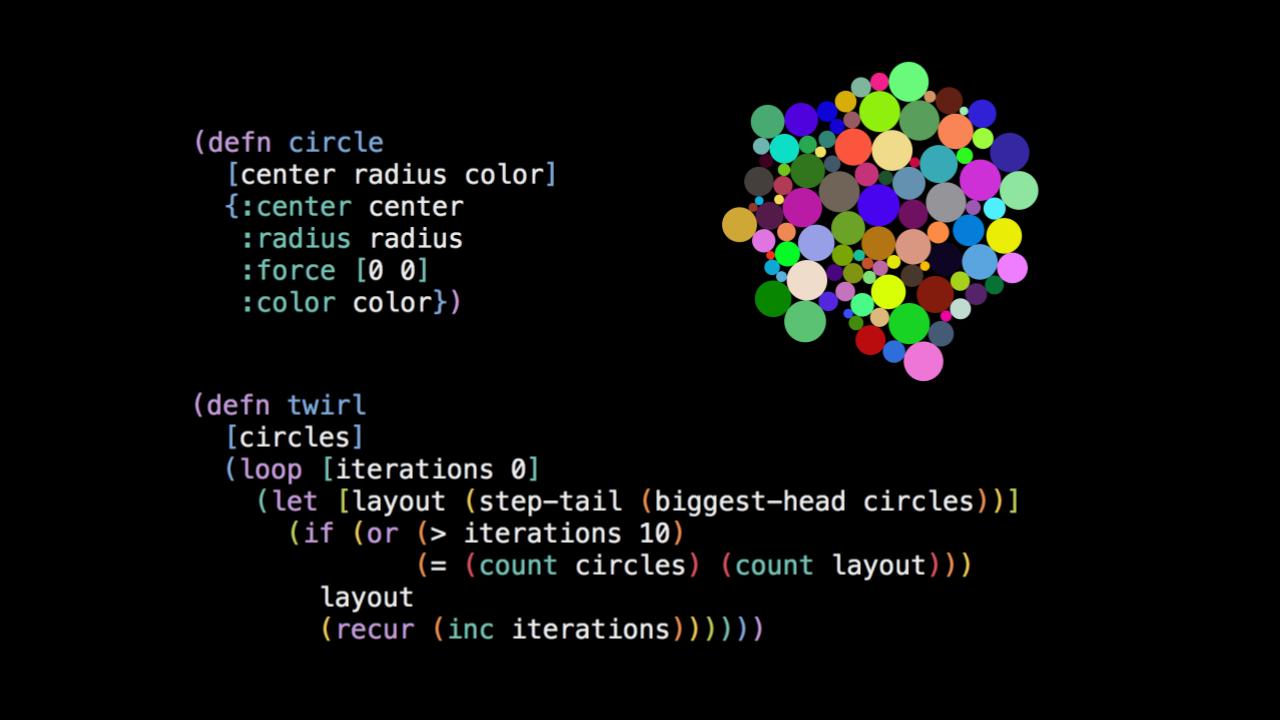 (defn circle
  [center radius color]
  {:center center
   :radius radius
   :force [0 0]
   :color color})
(defn twirl
  [circles]
  (loop [iterations 0]
    (let [layout (step-tail (biggest-head circles))]
      (if (or (> iterations 10)
              (= (count circles) (count layout)))
        layout
        (recur (inc iterations))))))